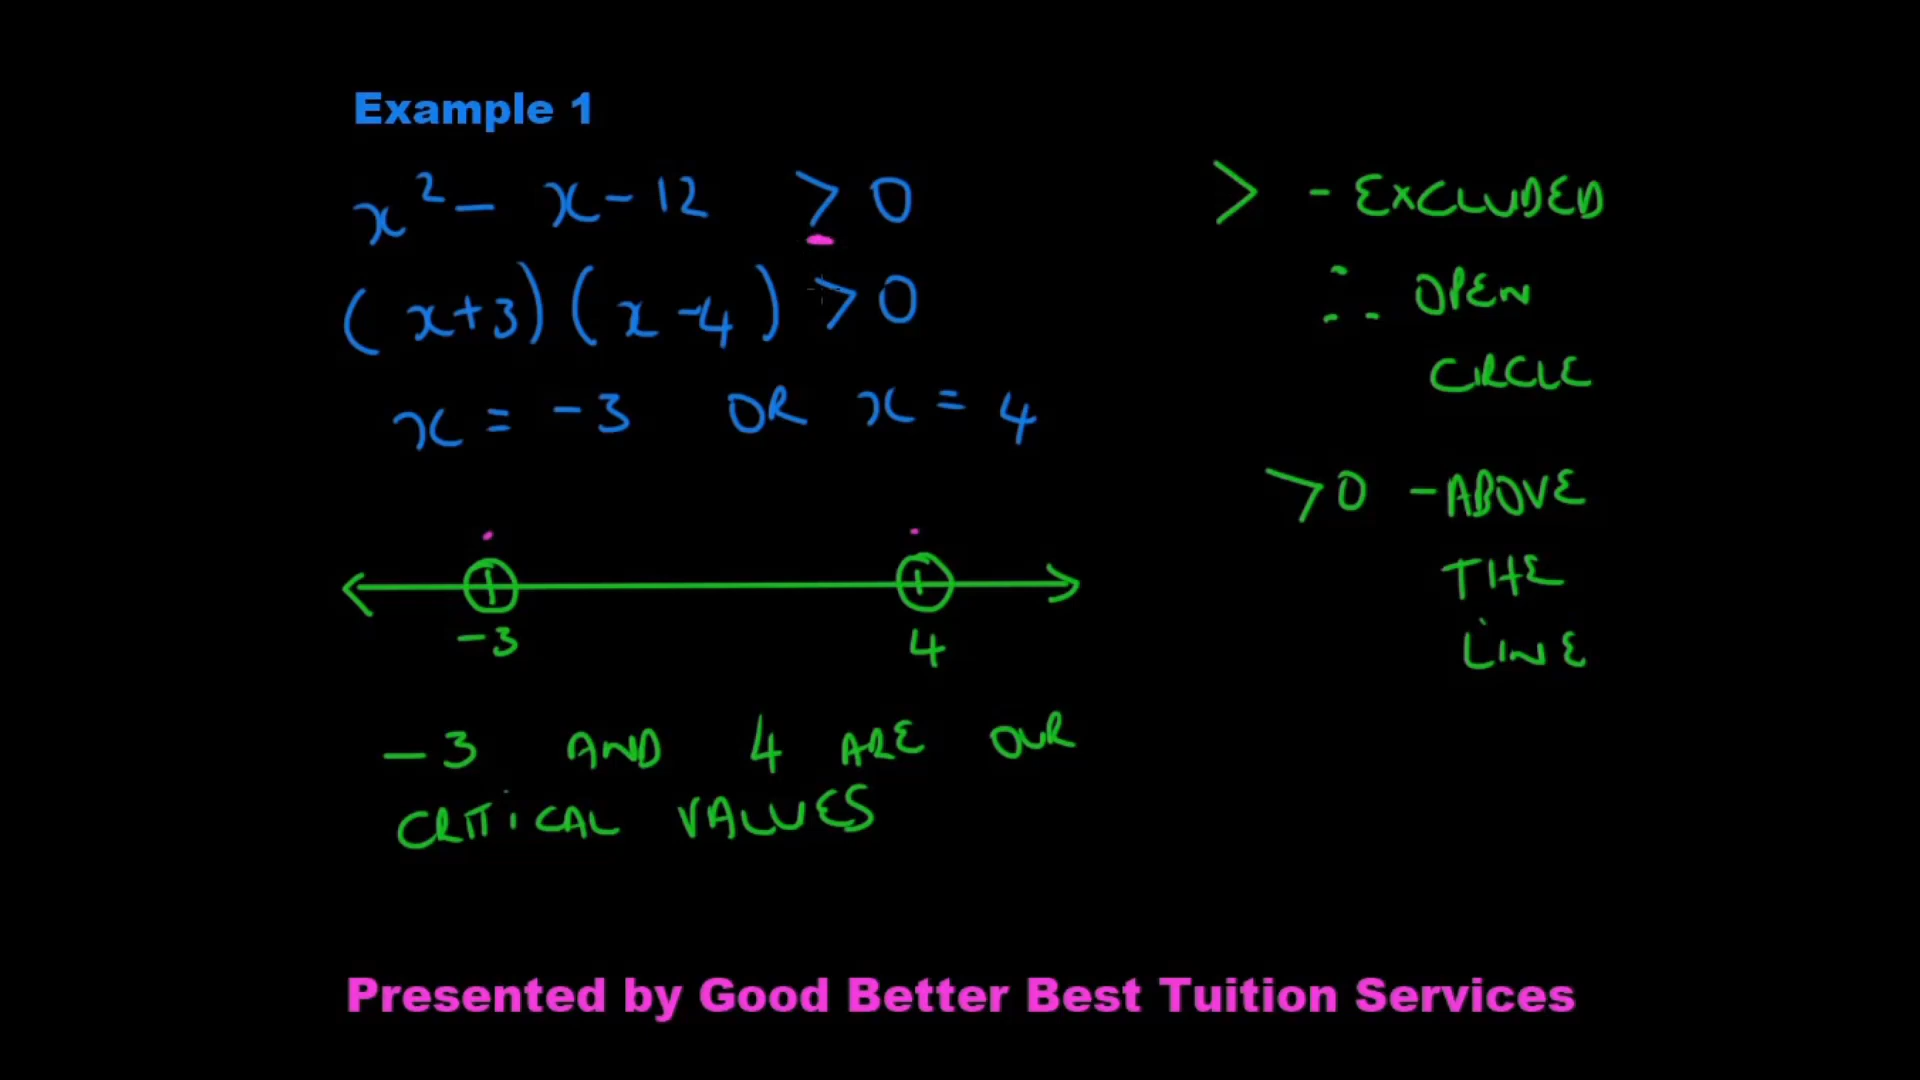 Example 1
x² - x - 12 > 0
(x+3)(x-4) > 0
x = -3 OR x = 4
-3 4
-3 AND 4 ARE OUR
CRITICAL VALUES
> - EXCLUDED
∴ OPEN
CIRCLE
>0 - ABOVE
THE
LINE
Presented by Good Better Best Tuition Services